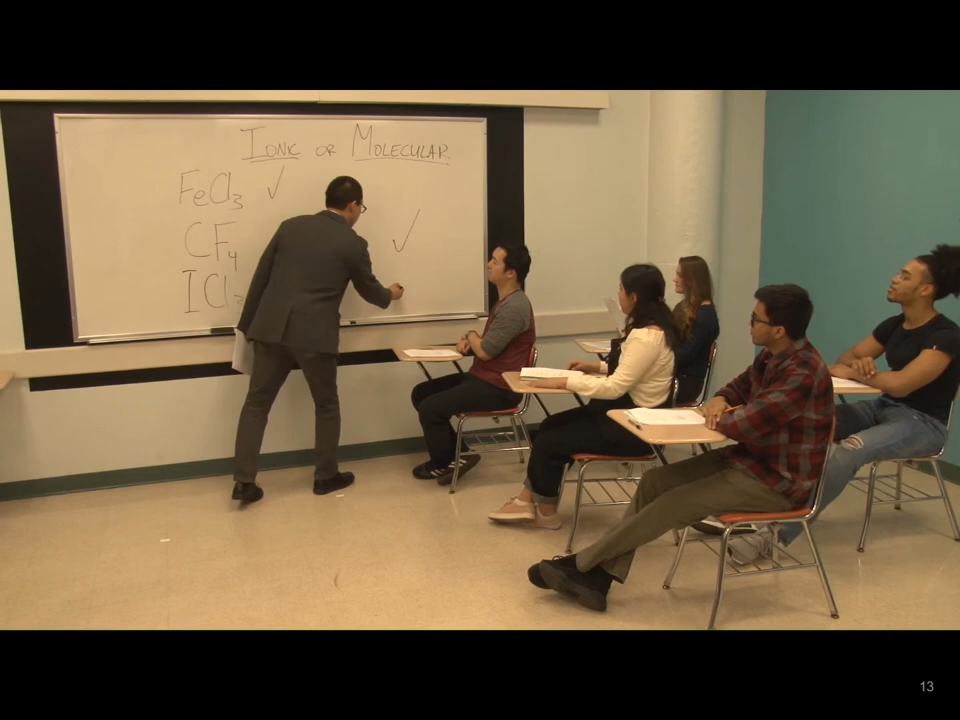 IONIC OR MOLECULAR
FeCl3 ✓
CF4 ✓
ICl
13